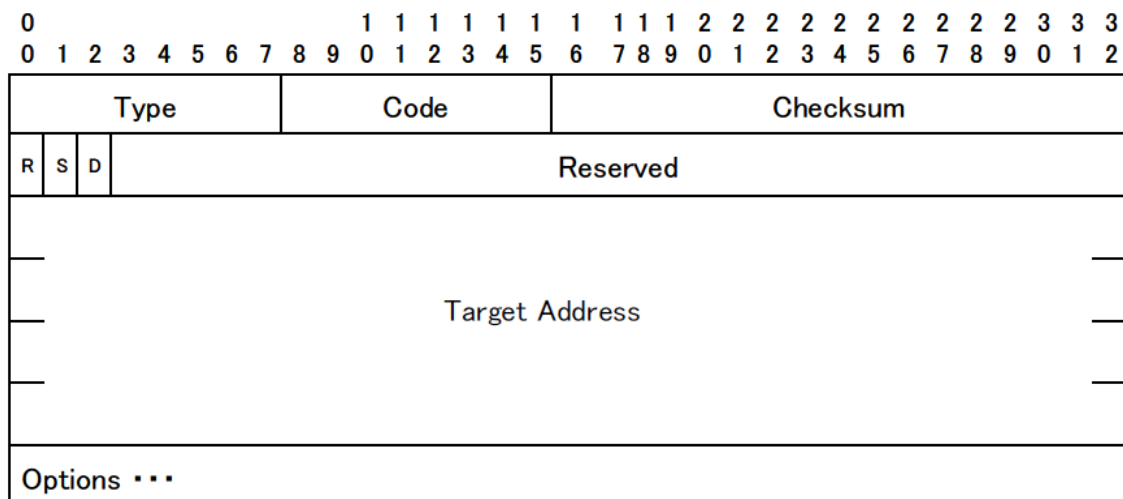 0 1 1 1 1 1 1 1 1 1 1 2 2 2 2 2 2 2 2 2 2 3 3 3
0 1 2 3 4 5 6 7 8 9 0 1 2 3 4 5 6 7 8 9 0 1 2 3 4 5 6 7 8 9 0 1 2
Type Code Checksum
R S D Reserved
Target Address
Options ･･･